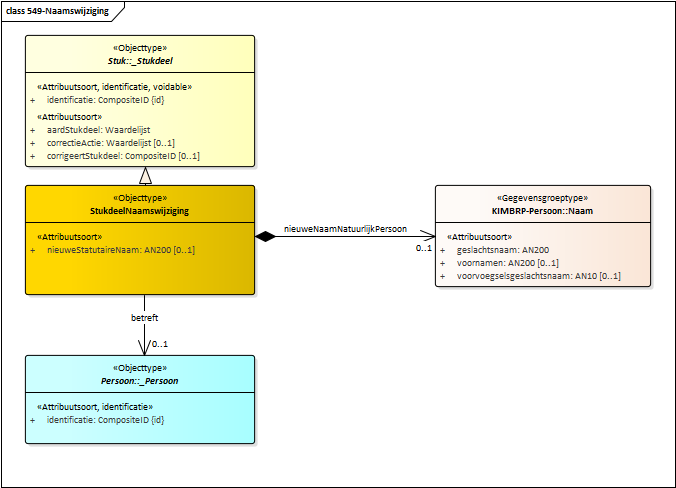 class 549-Naamswijziging
«Objecttype»
Stuk::_Stukdeel
«Attribuutsoort, identificatie, voidable»
+ identificatie: CompositeID {id}
«Attribuutsoort»
+ aardStukdeel: Waardelijst
+ correctieActie: Waardelijst [0..1]
+ corrigeertStukdeel: CompositeID [0..1]
«Objecttype»
StukdeelNaamswijziging
«Attribuutsoort»
+ nieuweStatutaireNaam: AN200 [0..1]
nieuweNaamNatuurlijkPersoon
0..1
«Gegevensgroeptype»
KIMBRP-Persoon::Naam
«Attribuutsoort»
+ geslachtsnaam: AN200
+ voornamen: AN200 [0..1]
+ voorvoegselsgeslachtsnaam: AN10 [0..1]
betreft
0..1
«Objecttype»
Persoon::_Persoon
«Attribuutsoort, identificatie»
+ identificatie: CompositeID {id}